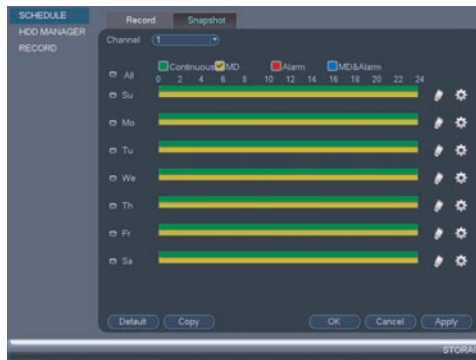 SCHEDULE
HDD MANAGER
RECORD
Record Snapshot
Channel 1
Continuous MD Alarm MD&Alarm
All 0 2 4 6 8 10 12 14 16 18 20 22 24
Su
Mo
Tu
We
Th
Fr
Sa
Default Copy OK Cancel Apply